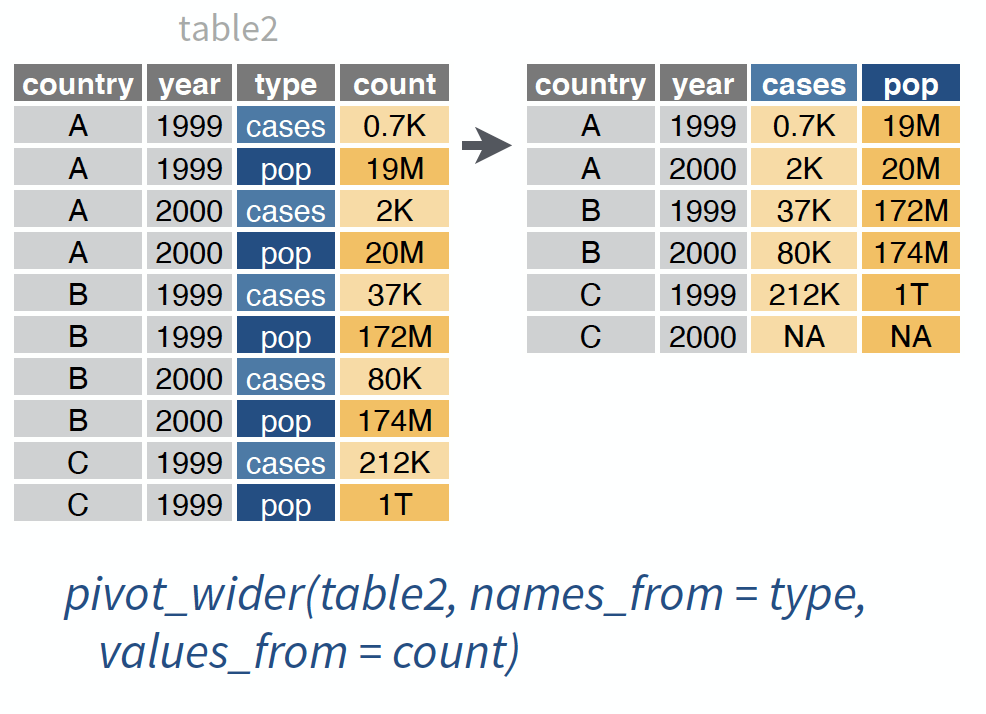 table2
country year type count
A 1999 cases 0.7K
A 1999 pop 19M
A 2000 cases 2K
A 2000 pop 20M
B 1999 cases 37K
B 1999 pop 172M
B 2000 cases 80K
B 2000 pop 174M
C 1999 cases 212K
C 1999 pop 1T
country year cases pop
A 1999 0.7K 19M
A 2000 2K 20M
B 1999 37K 172M
B 2000 80K 174M
C 1999 212K 1T
C 2000 NA NA
pivot_wider(table2, names_from = type,
values_from = count)